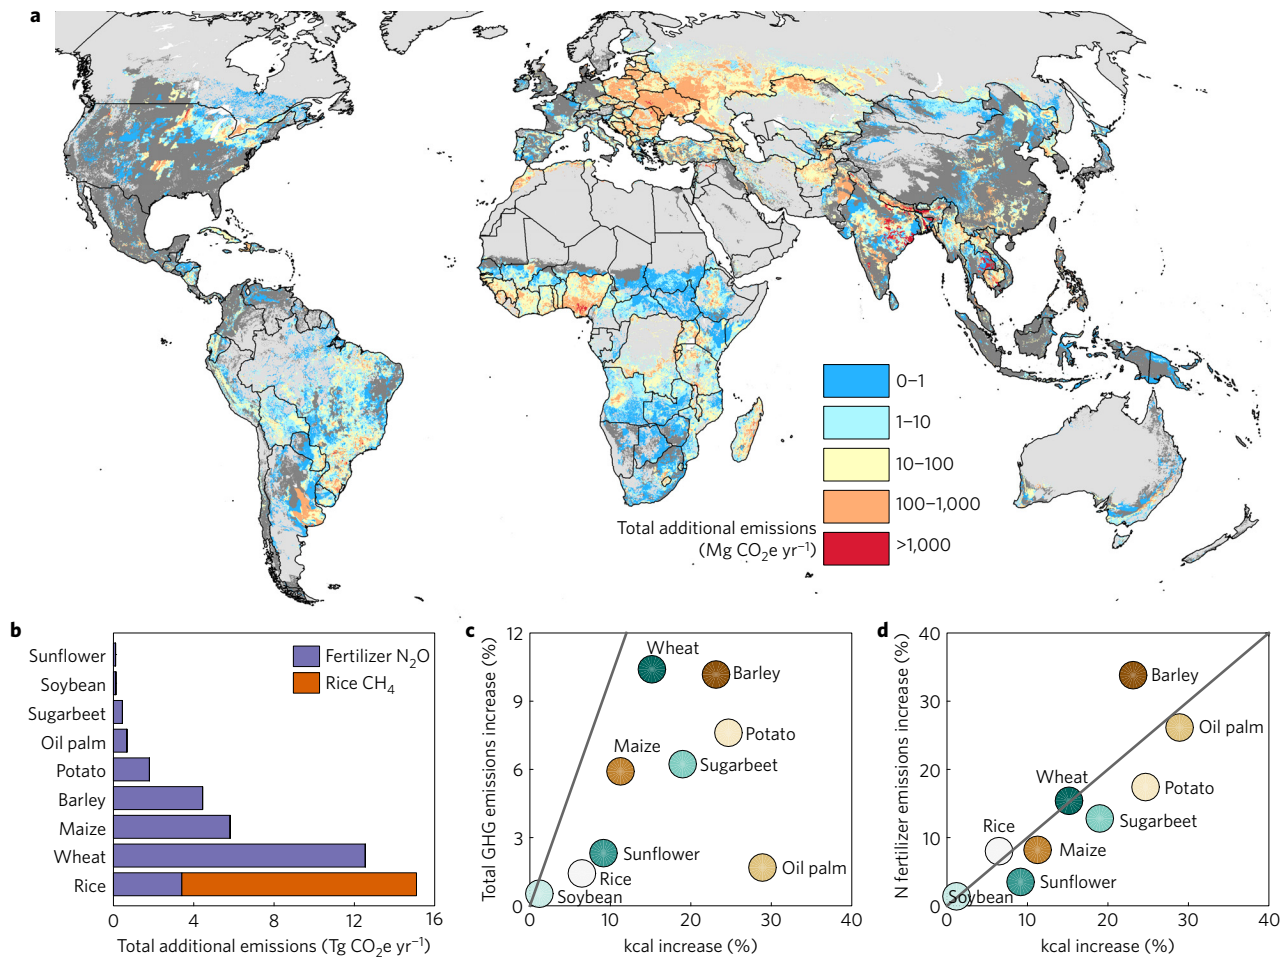 a
0–1
1–10
10–100
100–1,000
>1,000
Total additional emissions
(Mg CO₂e yr⁻¹)
b
Sunflower
Soybean
Sugarbeet
Oil palm
Potato
Barley
Maize
Wheat
Rice
Fertilizer N₂O
Rice CH₄
0
4
8
12
16
Total additional emissions (Tg CO₂e yr⁻¹)
c
Total GHG emissions increase (%)
12
9
6
3
0
Wheat
Barley
Potato
Maize
Sugarbeet
Sunflower
Rice
Oil palm
Soybean
0
10
20
30
40
kcal increase (%)
d
N fertilizer emissions increase (%)
40
30
20
10
0
Barley
Oil palm
Wheat
Potato
Sugarbeet
Rice
Maize
Sunflower
Soybean
0
10
20
30
40
kcal increase (%)